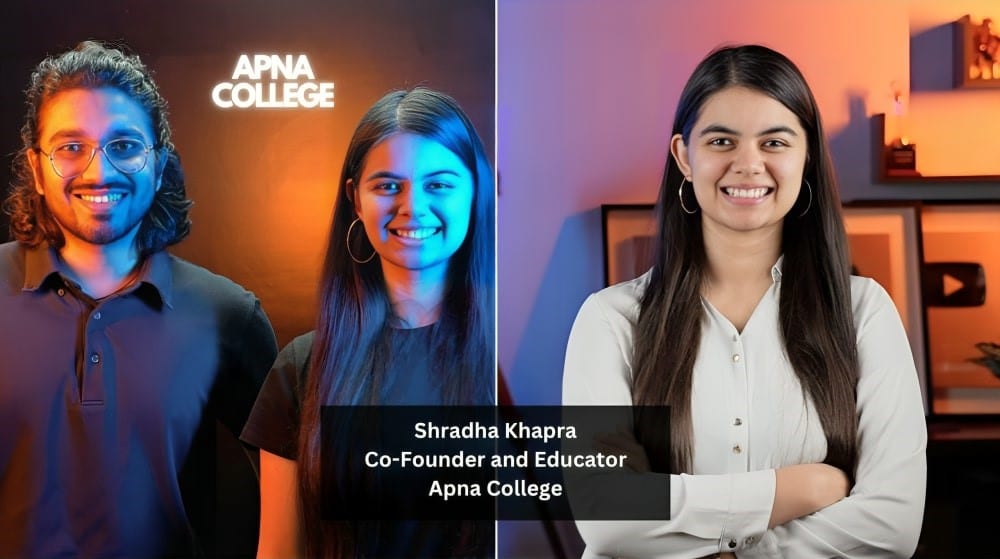 APNA
COLLEGE
Shradha Khapra
Co-Founder and Educator
Apna College